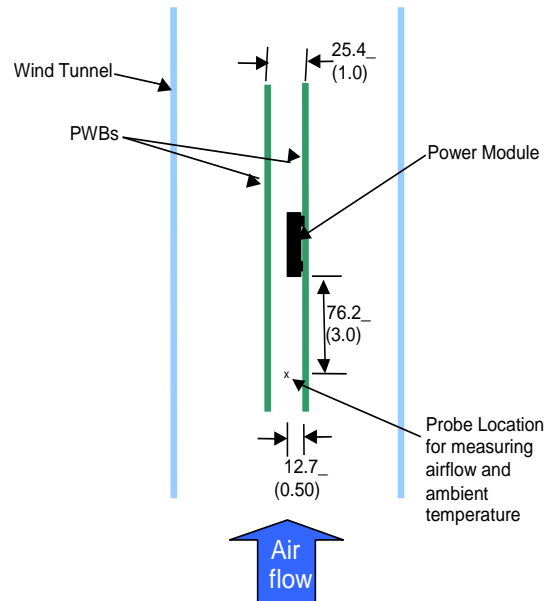 25.4_
(1.0)
Wind Tunnel
PWBs
Power Module
76.2_
(3.0)
x
Probe Location
for measuring
airflow and
ambient
temperature
12.7_
(0.50)
Air
flow